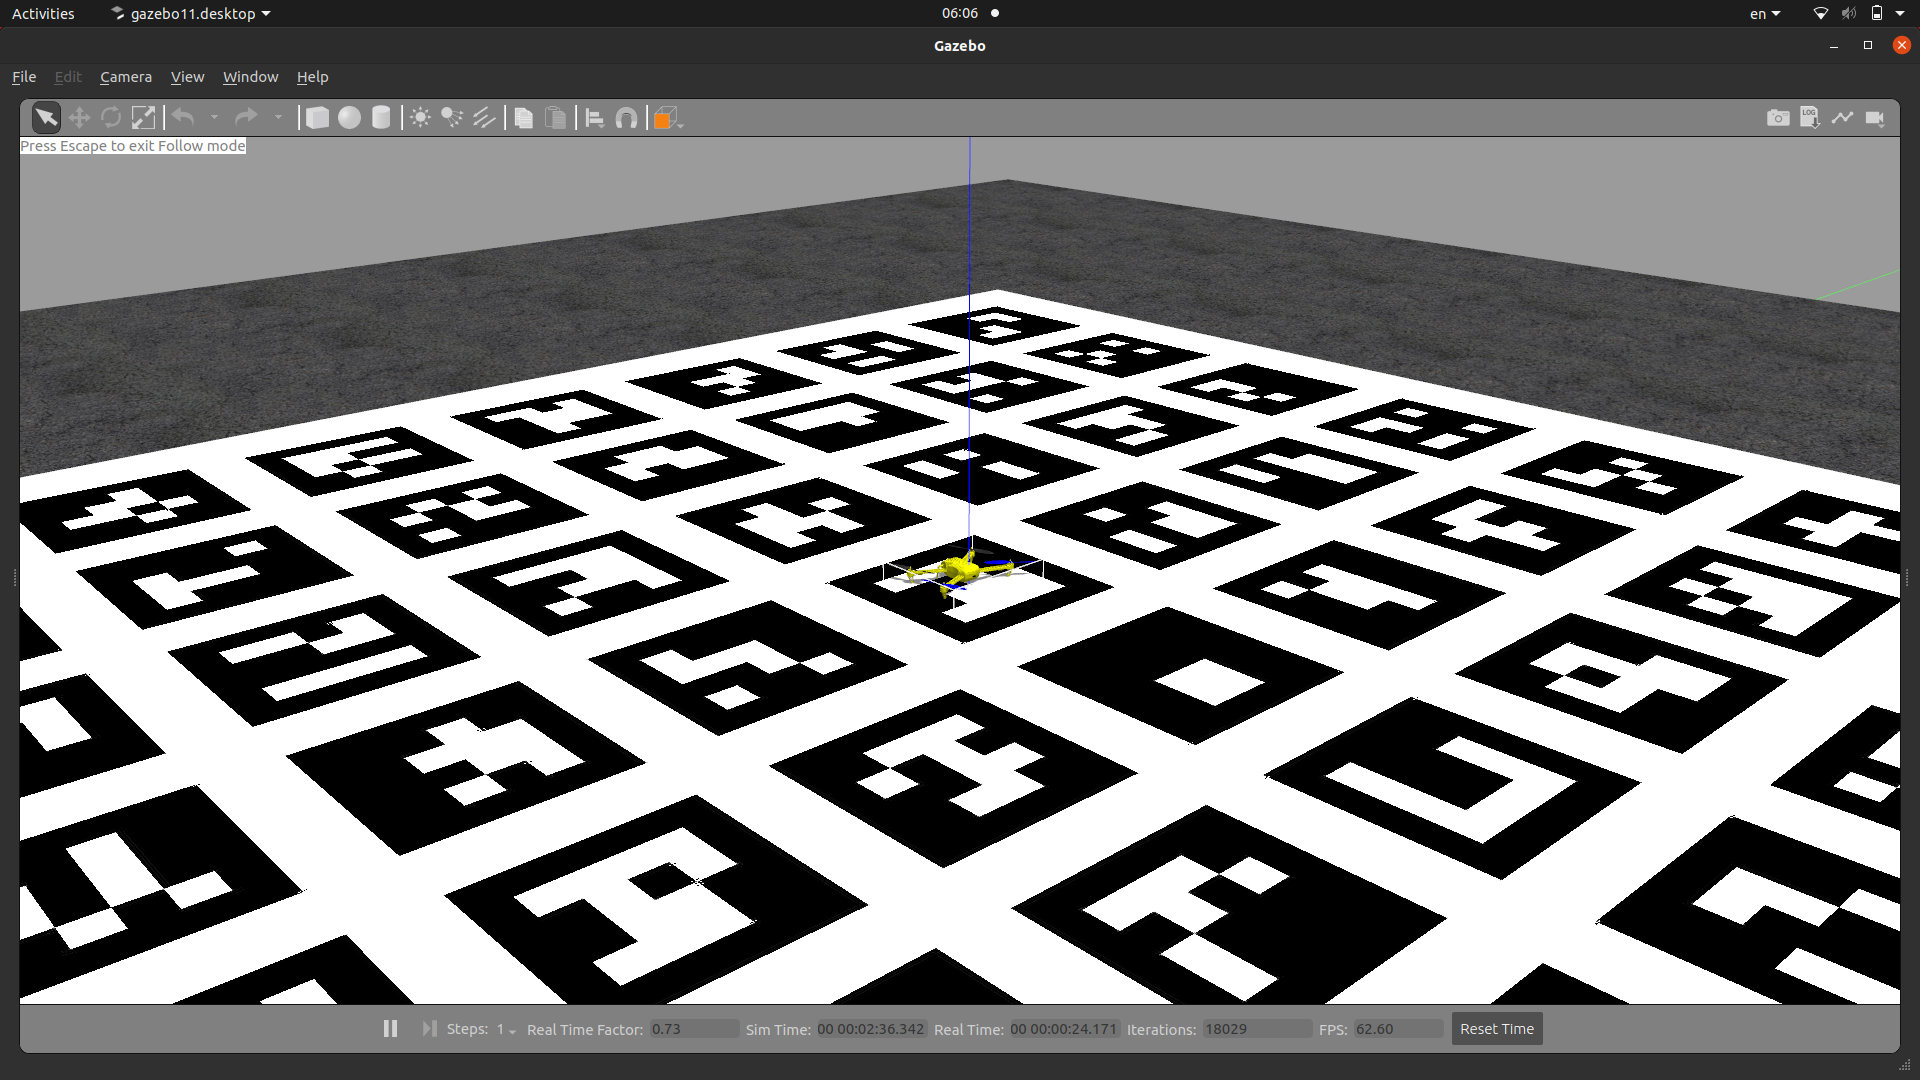 Activities gazebo11.desktop 06:06 en
Gazebo
File Edit Camera View Window Help
LOG
Press Escape to exit Follow mode
Steps: 1 Real Time Factor: 0.73 Sim Time: 00 00:02:36.342 Real Time: 00 00:00:24.171 Iterations: 18029 FPS: 62.60 Reset Time